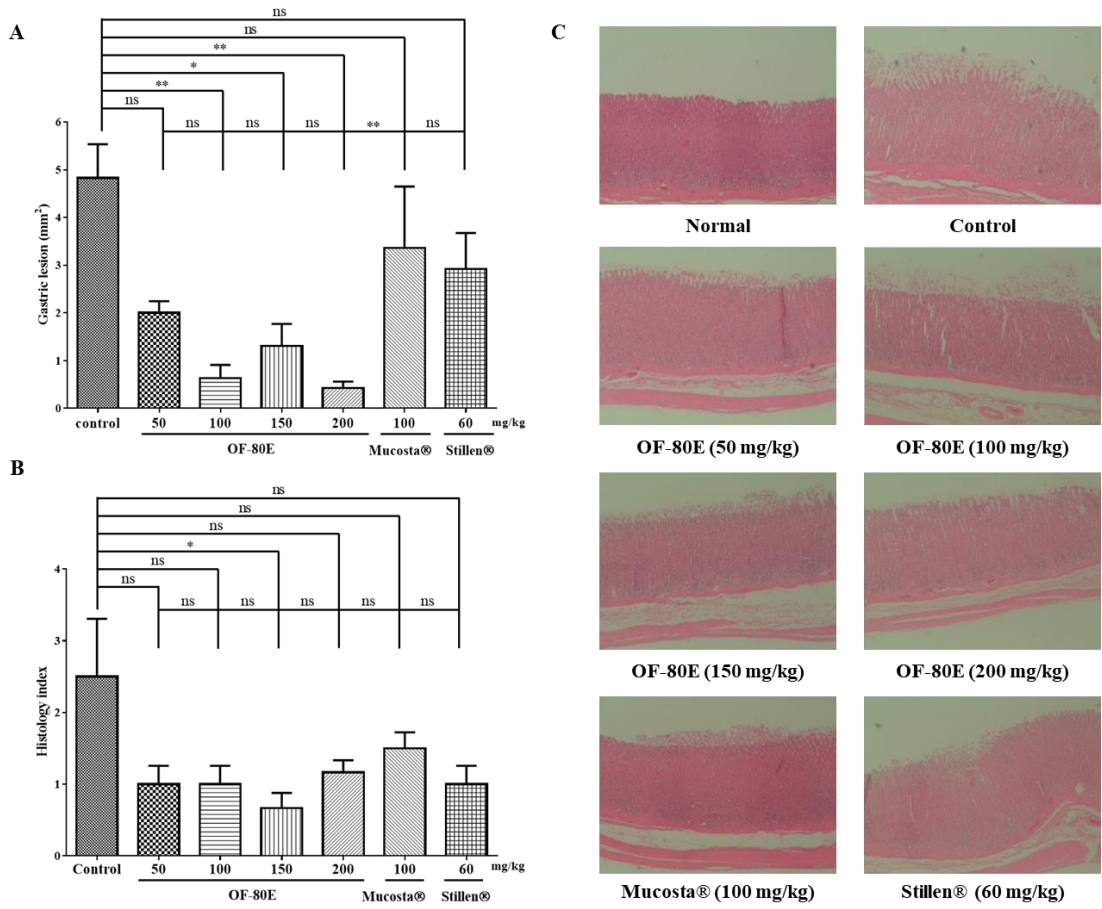 A
ns
ns
**
*
**
ns
ns ns ns ** ns
6
5
4
3
2
1
0
Gastric lesion (mm²)
control 50 100 150 200 100 60 mg/kg
OF-80E Mucosta® Stillen®
B
ns
ns
ns
*
ns
ns
ns ns ns ns ns
4
3
2
1
0
Histology index
Control 50 100 150 200 100 60 mg/kg
OF-80E Mucosta® Stillen®
C
Normal Control
OF-80E (50 mg/kg) OF-80E (100 mg/kg)
OF-80E (150 mg/kg) OF-80E (200 mg/kg)
Mucosta® (100 mg/kg) Stillen® (60 mg/kg)